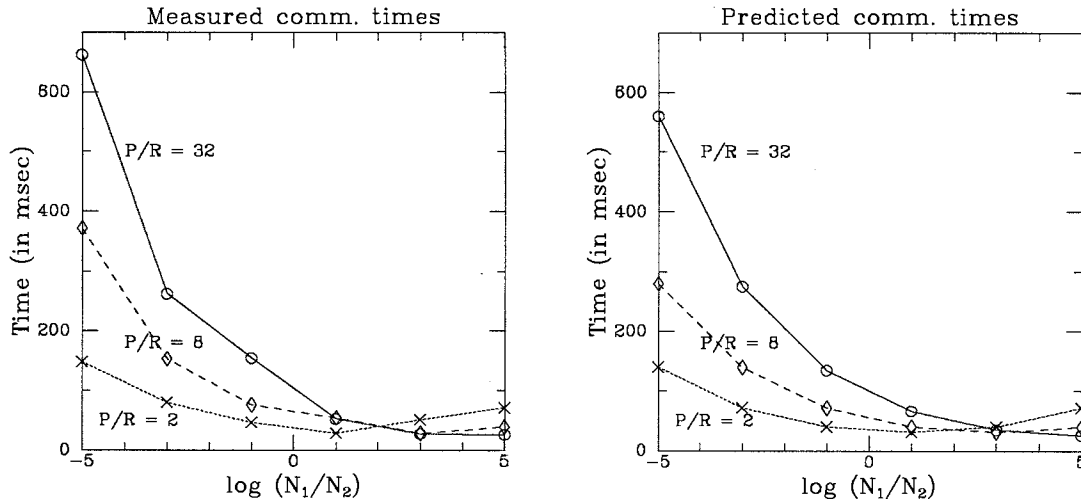 Measured comm. times
600
400
200
0
Time (in msec)
P/R = 32
P/R = 8
P/R = 2
-5
0
5
log (N₁/N₂)
Predicted comm. times
600
400
200
0
Time (in msec)
P/R = 32
P/R = 8
P/R = 2
-5
0
5
log (N₁/N₂)